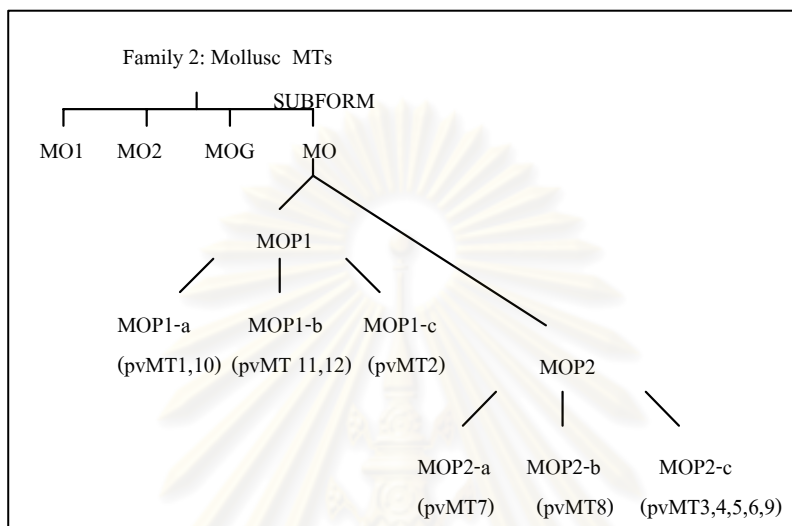 Family 2: Mollusc MTs
SUBFORM
MO1 MO2 MOG MO
MOP1
MOP1-a MOP1-b MOP1-c
(pvMT1,10) (pvMT 11,12) (pvMT2)
MOP2
MOP2-a MOP2-b MOP2-c
(pvMT7) (pvMT8) (pvMT3,4,5,6,9)